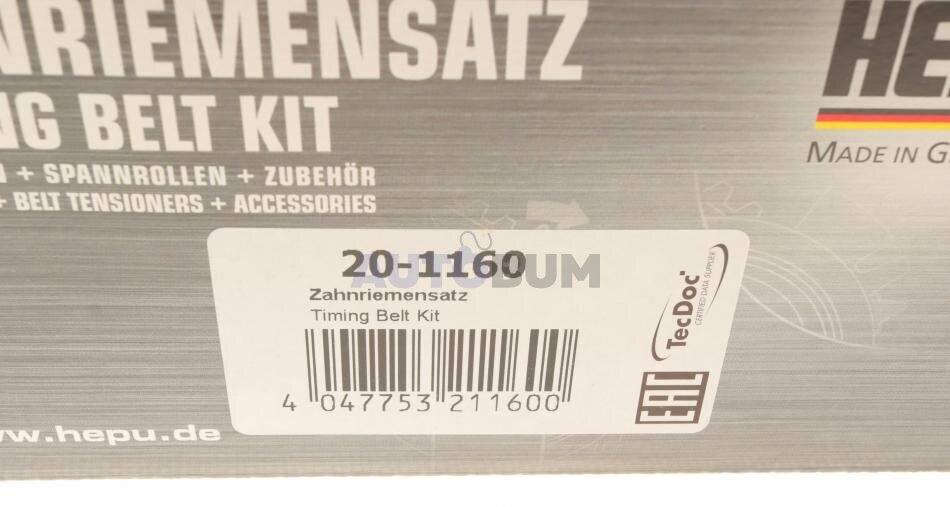 NRIEMENSATZ
NG BELT KIT
N + SPANNROLLEN + ZUBEHÖR
+ BELT TENSIONERS + ACCESSORIES
HE
MADE IN G
20-1160
AUTODUM
Zahnriemensatz
Timing Belt Kit
4 047753 211600
TecDoc
CERTIFIED DATA SUPPLIER
EAC
ww.hepu.de